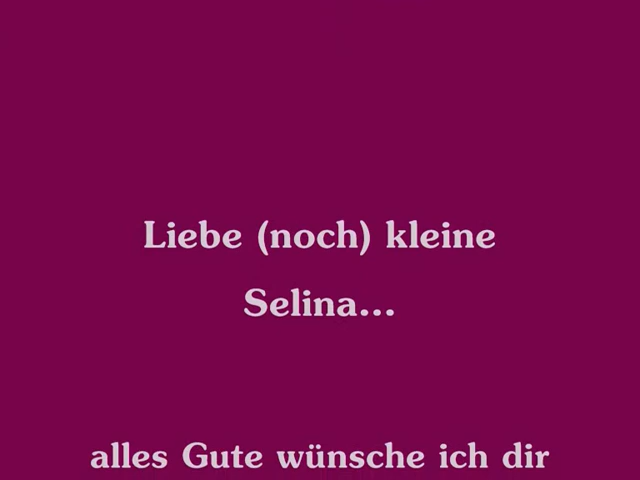 Liebe (noch) kleine
Selina...
alles Gute wünsche ich dir